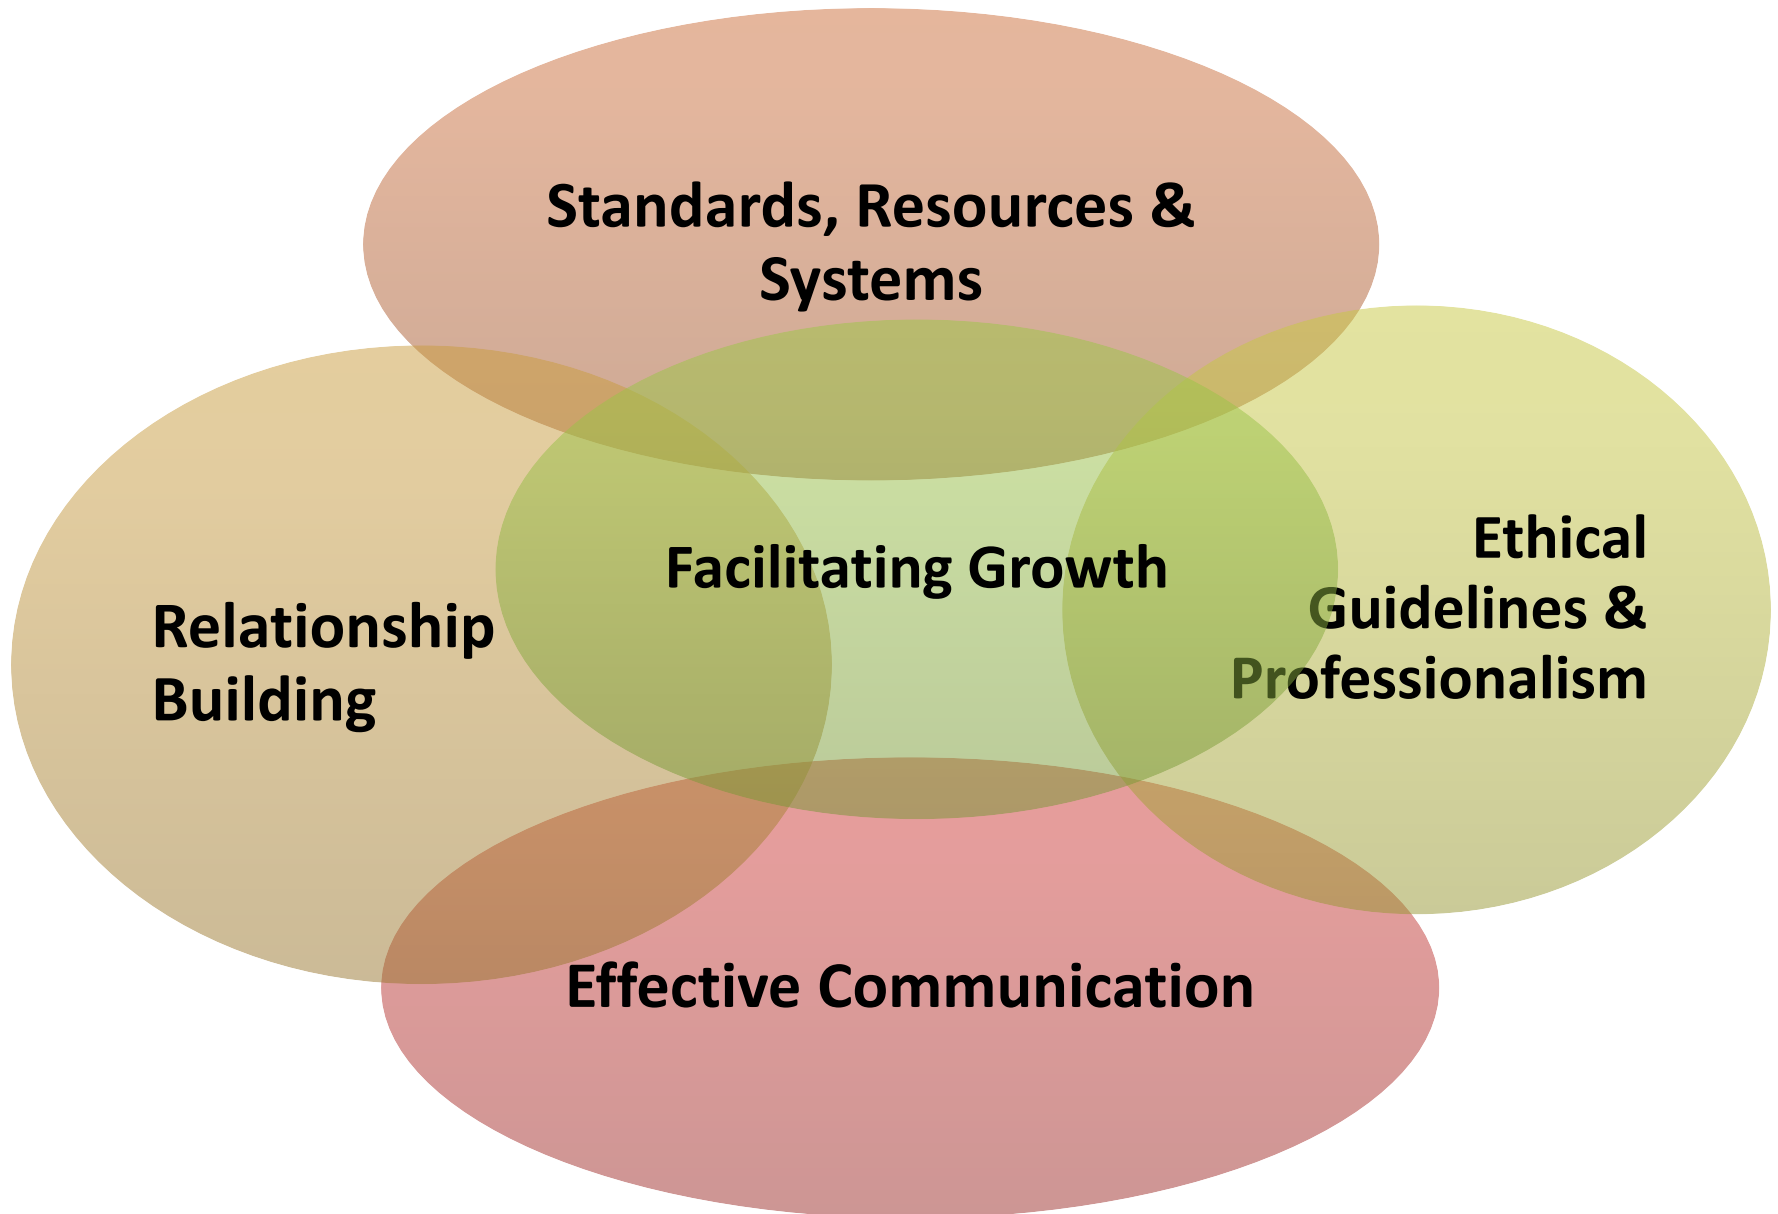 Standards, Resources &
Systems
Facilitating Growth
Relationship
Building
Ethical
Guidelines &
Professionalism
Effective Communication